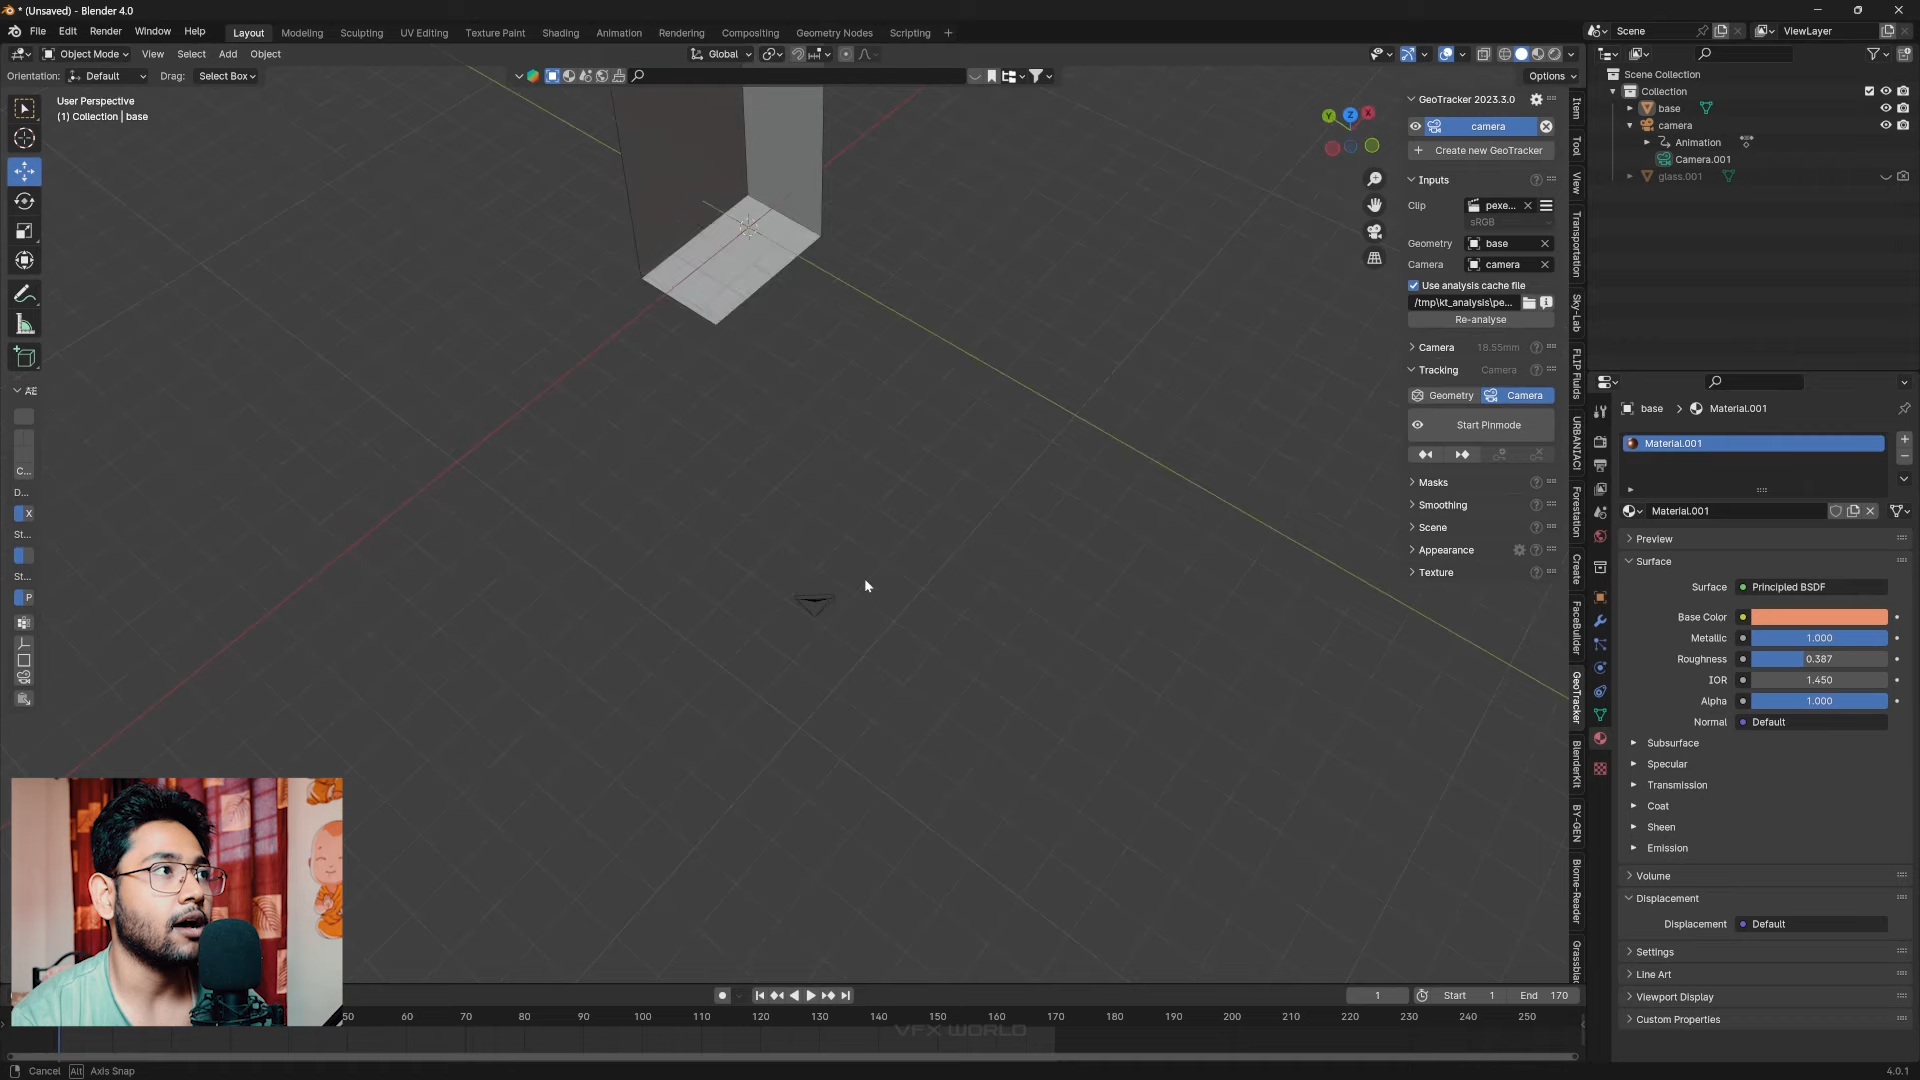 * (Unsaved) - Blender 4.0
File Edit Render Window Help
Layout Modeling Sculpting UV Editing Texture Paint Shading Animation Rendering Compositing Geometry Nodes Scripting +
Scene
ViewLayer
Object Mode View Select Add Object
Global
Orientation: Default Drag: Select Box
Options
User Perspective
(1) Collection | base
Scene Collection
Collection
base
camera
Animation
Camera.001
glass.001
GeoTracker 2023.3.0
camera
Create new GeoTracker
Inputs
Clip pexe...
sRGB
Geometry base
Camera camera
Use analysis cache file
/tmp\kt_analysis\pe...
Re-analyse
Camera 18.55mm
Tracking Camera
Geometry Camera
Start Pinmode
Masks
Smoothing
Scene
Appearance
Texture
Item
Tool
View
Transportation
Sky-Lab
FLIP Fluids
URBANIACI
Forestation
Create
FaceBuilder
GeoTracker
BlenderKit
BY-GEN
Biome-Reader
Grassblad
X
Y
Z
AE
C...
D...
X
St...
St...
P
base > Material.001
Material.001
Material.001
Preview
Surface
Surface Principled BSDF
Base Color
Metallic 1.000
Roughness 0.387
IOR 1.450
Alpha 1.000
Normal Default
Subsurface
Specular
Transmission
Coat
Sheen
Emission
Volume
Displacement
Displacement Default
Settings
Line Art
Viewport Display
Custom Properties
1 Start 1 End 170
50 60 70 80 90 100 110 120 130 140 150 160 170 180 190 200 210 220 230 240 250
VFX WORLD
Cancel Alt Axis Snap
4.0.1